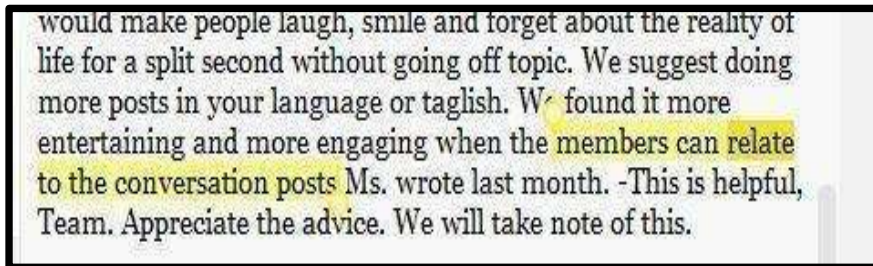 would make people laugh, smile and forget about the reality of
life for a split second without going off topic. We suggest doing
more posts in your language or taglish. We found it more
entertaining and more engaging when the members can relate
to the conversation posts Ms. wrote last month. -This is helpful,
Team. Appreciate the advice. We will take note of this.